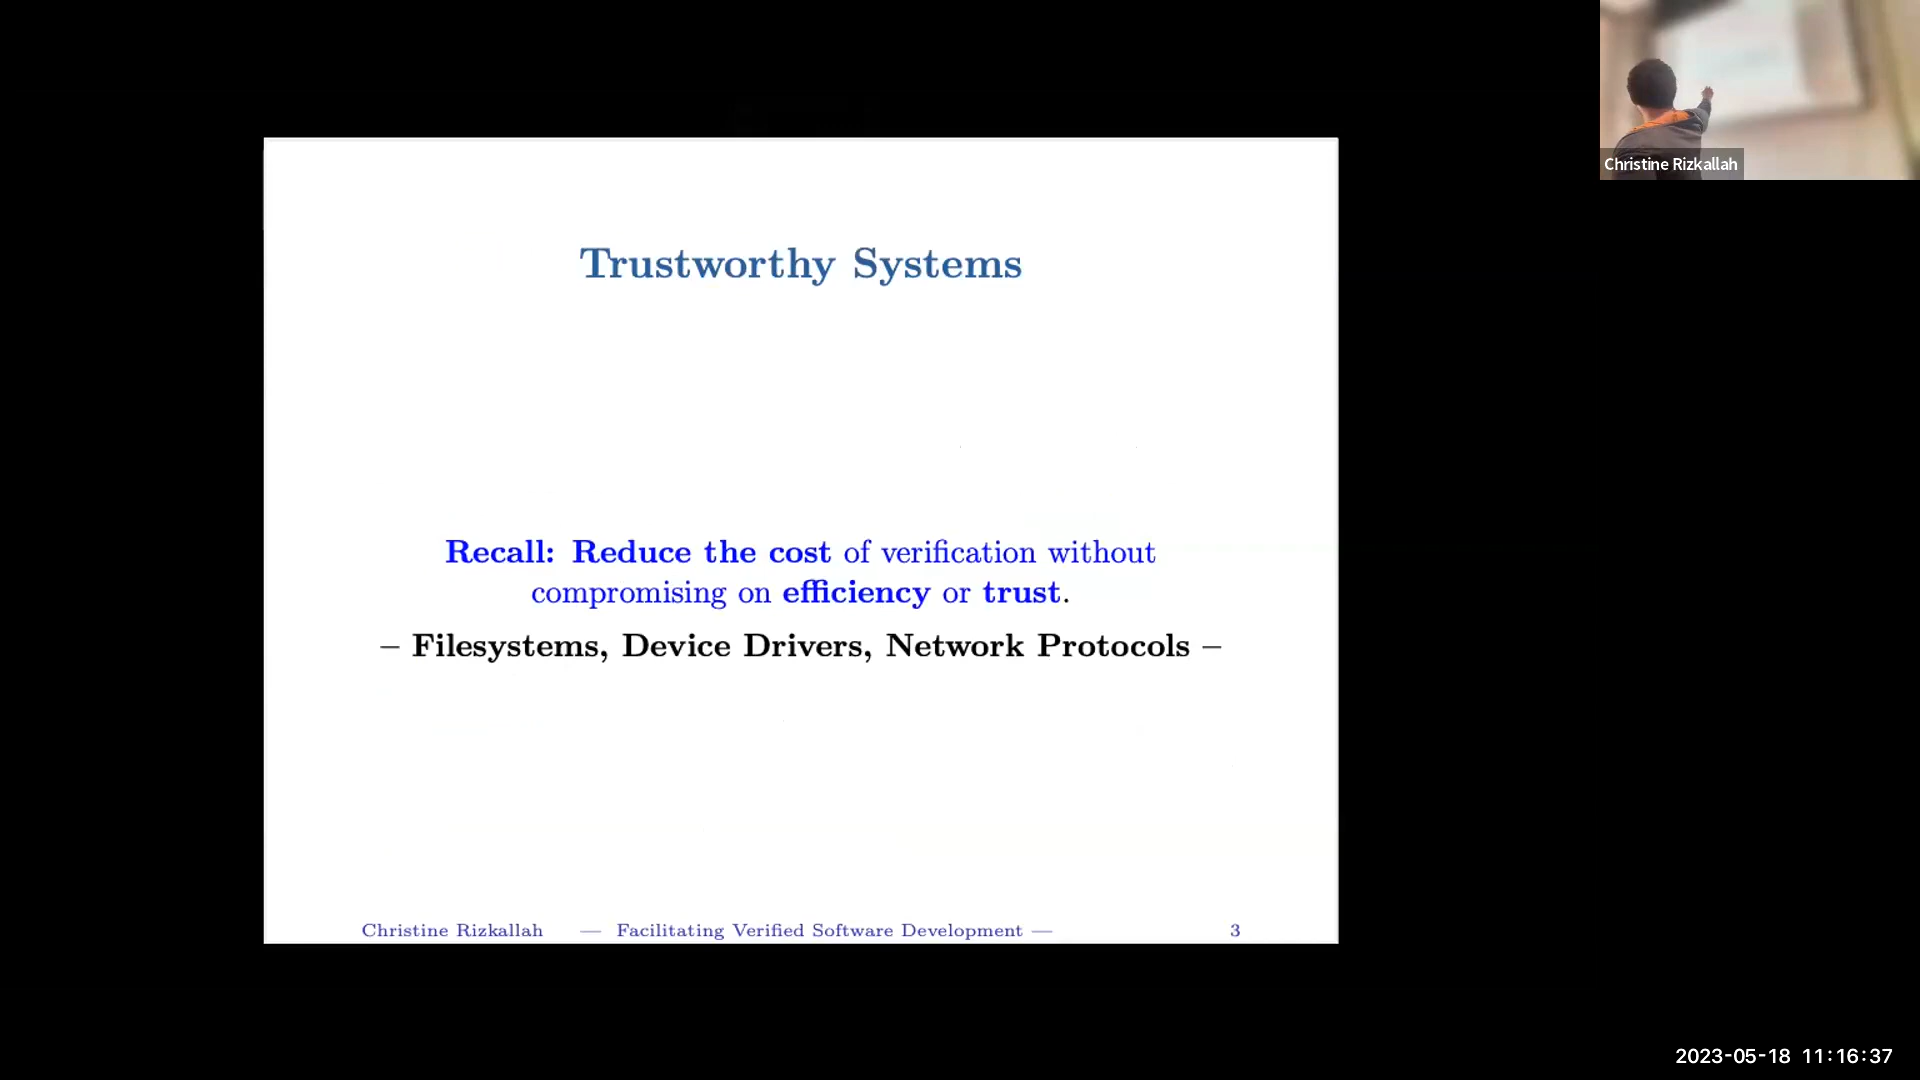 Christine Rizkallah
Trustworthy Systems
Recall: Reduce the cost of verification without
compromising on efficiency or trust.
– Filesystems, Device Drivers, Network Protocols –
Christine Rizkallah — Facilitating Verified Software Development — 3
2023-05-18 11:16:37